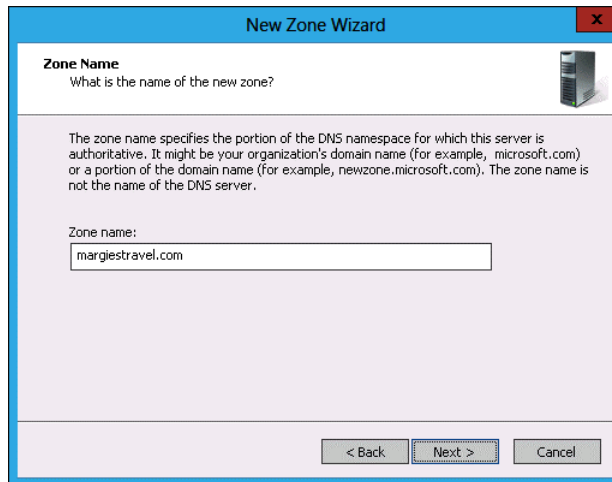 New Zone Wizard
x
Zone Name
What is the name of the new zone?
The zone name specifies the portion of the DNS namespace for which this server is
authoritative. It might be your organization's domain name (for example, microsoft.com)
or a portion of the domain name (for example, newzone.microsoft.com). The zone name is
not the name of the DNS server.
Zone name:
margiestravel.com
< Back Next > Cancel